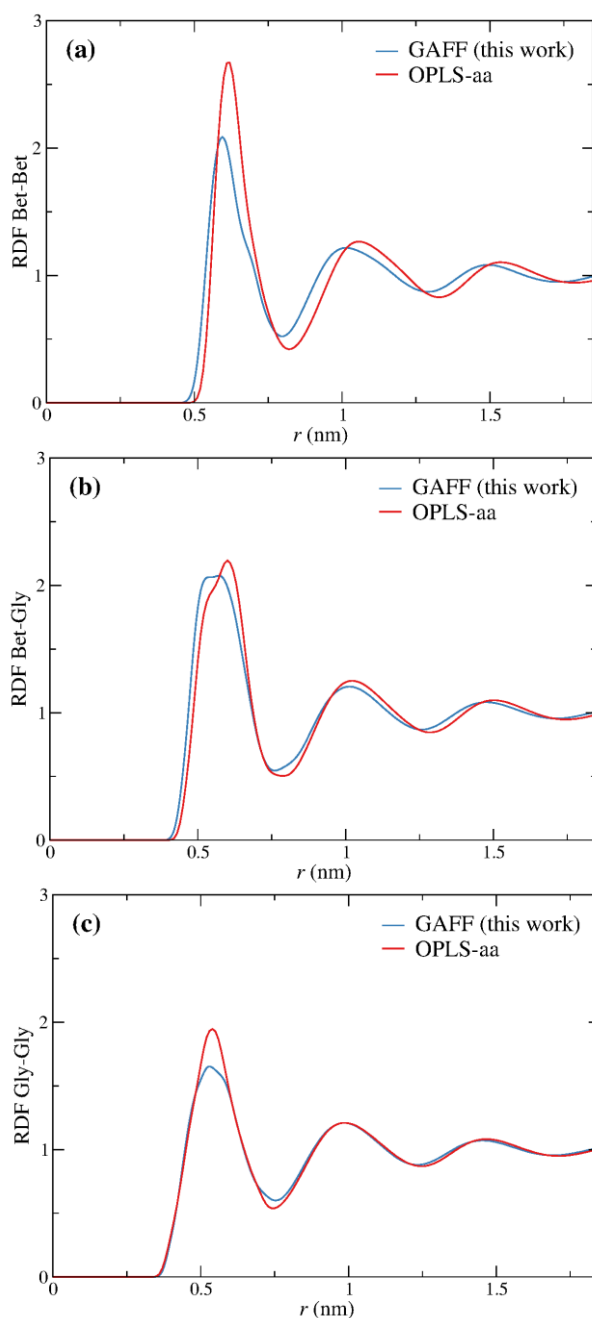 (a)
GAFF (this work)
OPLS-aa
RDF Bet-Bet
3
2
1
0
0
0.5
1
1.5
r (nm)
(b)
GAFF (this work)
OPLS-aa
RDF Bet-Gly
3
2
1
0
0
0.5
1
1.5
r (nm)
(c)
GAFF (this work)
OPLS-aa
RDF Gly-Gly
3
2
1
0
0
0.5
1
1.5
r (nm)